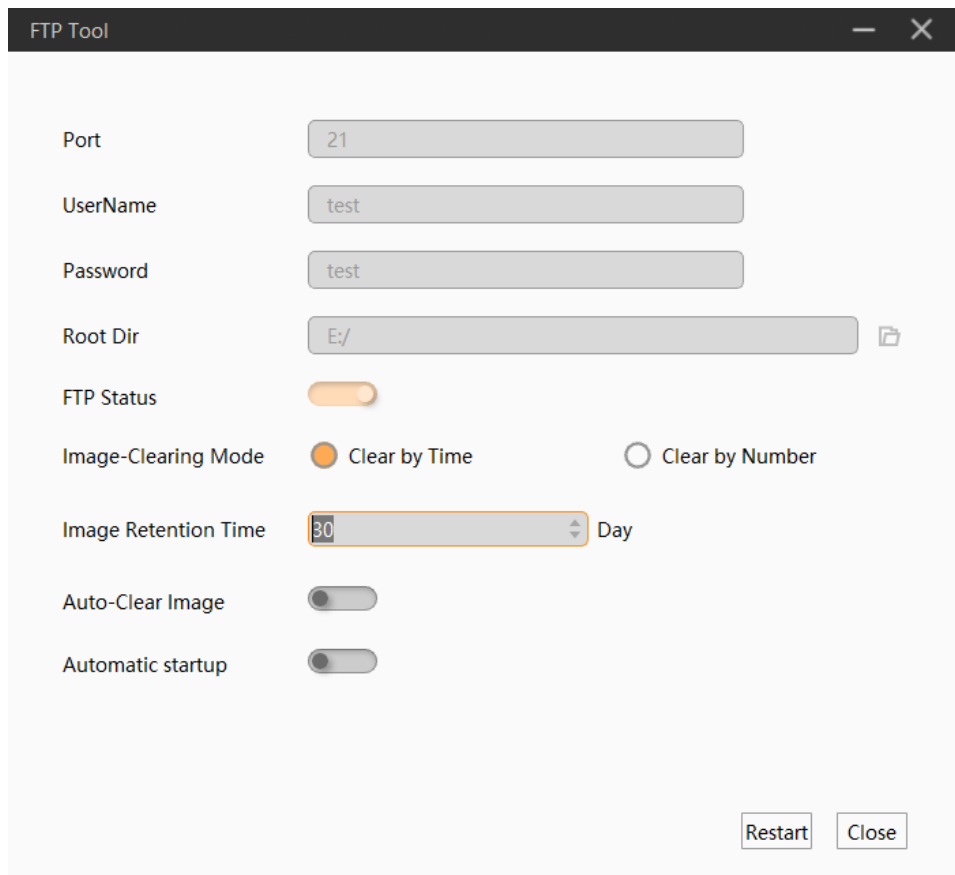 FTP Tool
Port 21
UserName test
Password test
Root Dir E:/
FTP Status
Image-Clearing Mode Clear by Time Clear by Number
Image Retention Time 30 Day
Auto-Clear Image
Automatic startup
Restart Close